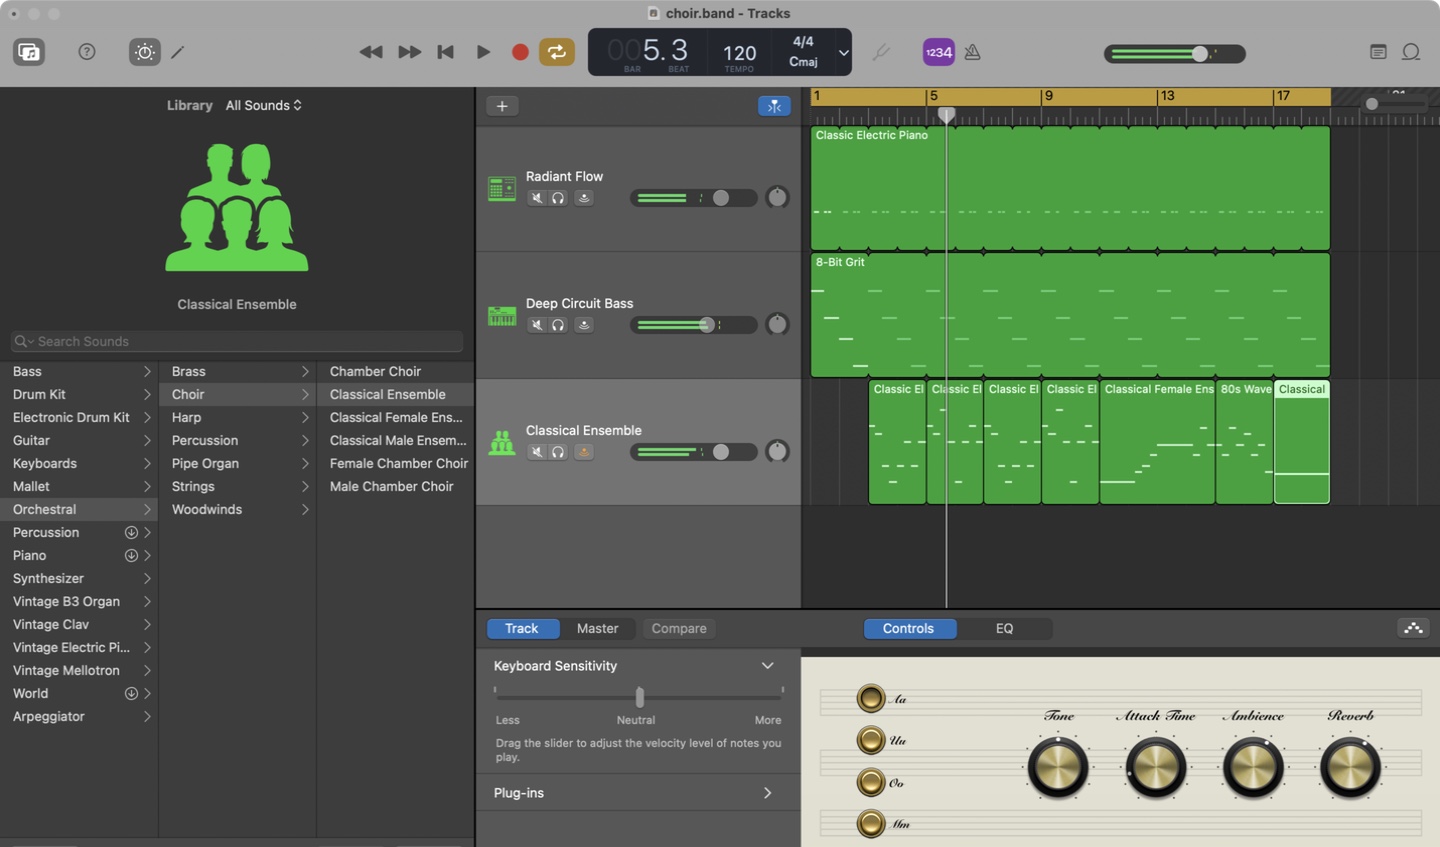 choir.band - Tracks
005.3
BAR
BEAT
120
TEMPO
4/4
Cmaj
1234
Library
All Sounds
1
5
9
13
17
21
Classical Ensemble
Search Sounds
Bass
Drum Kit
Electronic Drum Kit
Guitar
Keyboards
Mallet
Orchestral
Percussion
Piano
Synthesizer
Vintage B3 Organ
Vintage Clav
Vintage Electric Pi...
Vintage Mellotron
World
Arpeggiator
Brass
Choir
Harp
Percussion
Pipe Organ
Strings
Woodwinds
Chamber Choir
Classical Ensemble
Classical Female Ens...
Classical Male Ensem...
Female Chamber Choir
Male Chamber Choir
Radiant Flow
Deep Circuit Bass
Classical Ensemble
Classic Electric Piano
8-Bit Grit
Classic El
Classic El
Classic El
Classic El
Classical Female Ens
80s Wave
Classical
Track
Master
Compare
Controls
EQ
Keyboard Sensitivity
Less
Neutral
More
Drag the slider to adjust the velocity level of notes you
play.
Plug-ins
Aa
Uu
Oo
Mm
Tone
Attack Time
Ambience
Reverb